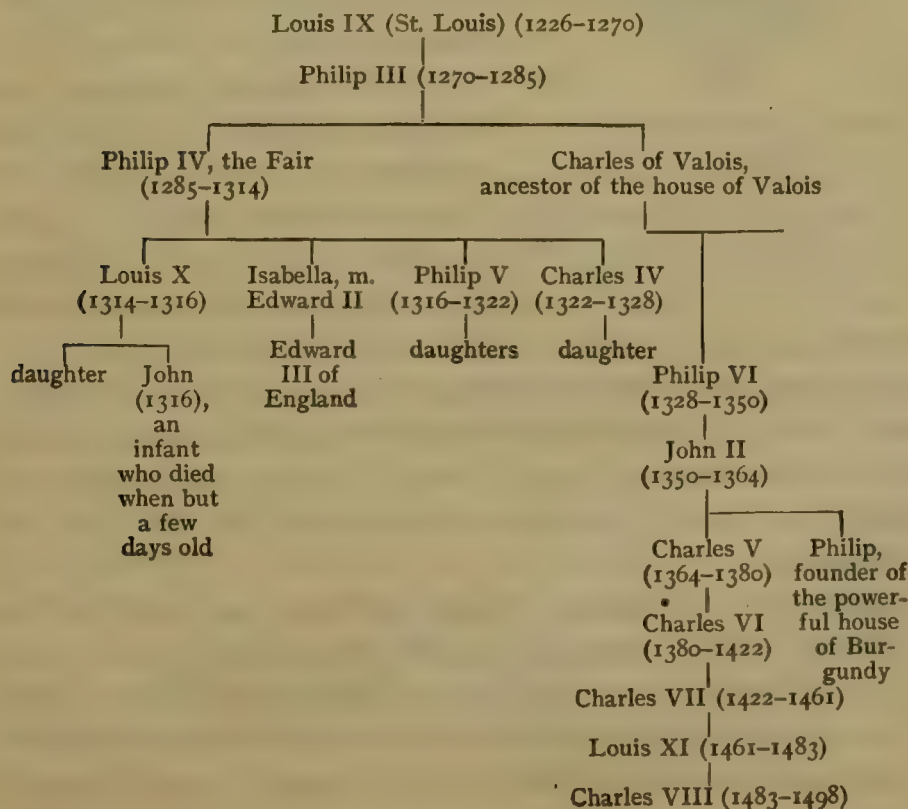 Louis IX (St. Louis) (1226–1270)
Philip III (1270–1285)
Philip IV, the Fair
(1285–1314)
Charles of Valois,
ancestor of the house of Valois
Louis X
(1314–1316)
Isabella, m.
Edward II
Philip V
(1316–1322)
Charles IV
(1322–1328)
daughter
John
(1316),
an
infant
who died
when but
a few
days old
Edward
III of
England
daughters
daughter
Philip VI
(1328–1350)
John II
(1350–1364)
Charles V
(1364–1380)
Philip,
founder of
the power-
ful house
of Bur-
gundy
Charles VI
(1380–1422)
Charles VII (1422–1461)
Louis XI (1461–1483)
Charles VIII (1483–1498)